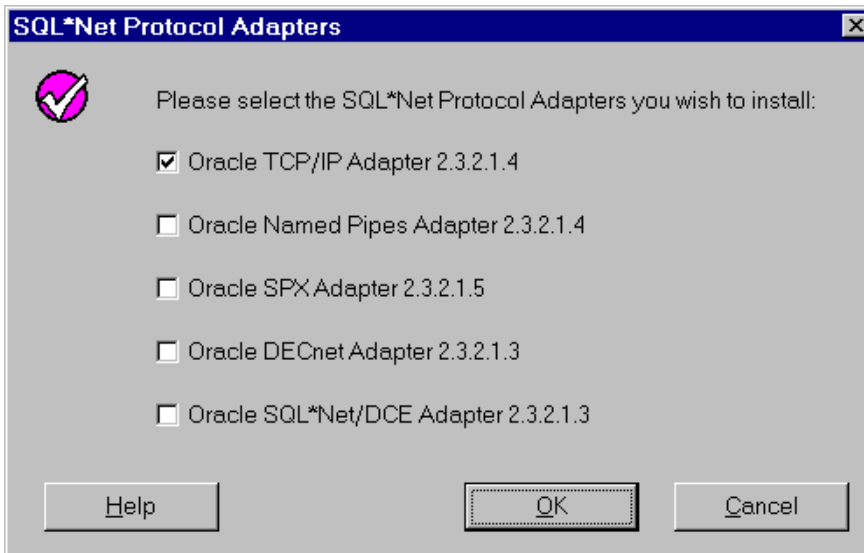 SQL*Net Protocol Adapters
Please select the SQL*Net Protocol Adapters you wish to install:
Oracle TCP/IP Adapter 2.3.2.1.4
Oracle Named Pipes Adapter 2.3.2.1.4
Oracle SPX Adapter 2.3.2.1.5
Oracle DECnet Adapter 2.3.2.1.3
Oracle SQL*Net/DCE Adapter 2.3.2.1.3
Help OK Cancel